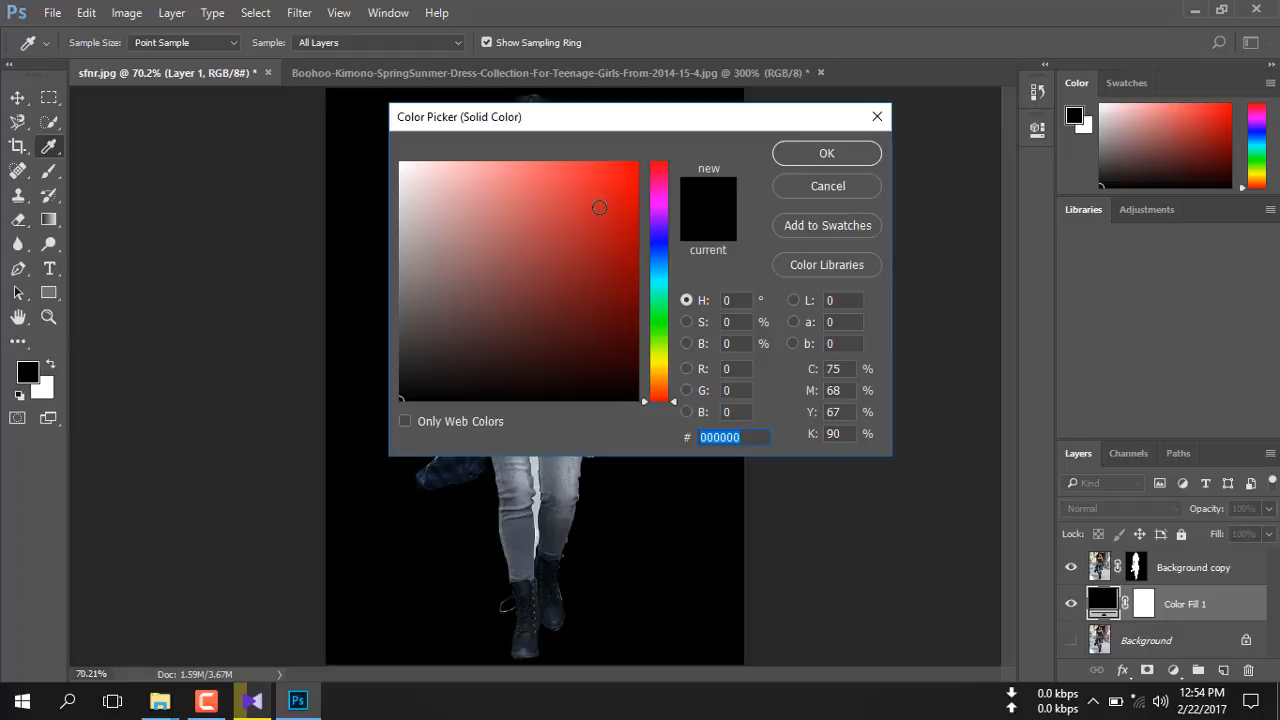 Ps File Edit Image Layer Type Select Filter View Window Help
Sample Size: Point Sample Sample: All Layers Show Sampling Ring
sfnr.jpg @ 70.2% (Layer 1, RGB/8#) * × Boohoo-Kimono-SpringSummer-Dress-Collection-For-Teenage-Girls-From-2014-15-4.jpg @ 300% (RGB/8) * ×
Color Swatches
Color Picker (Solid Color)
new
current
OK
Cancel
Add to Swatches
Color Libraries
H: 0 ° L: 0
S: 0 % a: 0
B: 0 % b: 0
R: 0 C: 75 %
G: 0 M: 68 %
B: 0 Y: 67 %
# 000000 K: 90 %
Only Web Colors
Libraries Adjustments
Layers Channels Paths
Kind
Normal Opacity: 100%
Lock: Fill: 100%
Background copy
Color Fill 1
Background
fx
70.21% Doc: 1.59M/3.67M
Ps
0.0 kbps
0.0 kbps
12:54 PM
2/22/2017